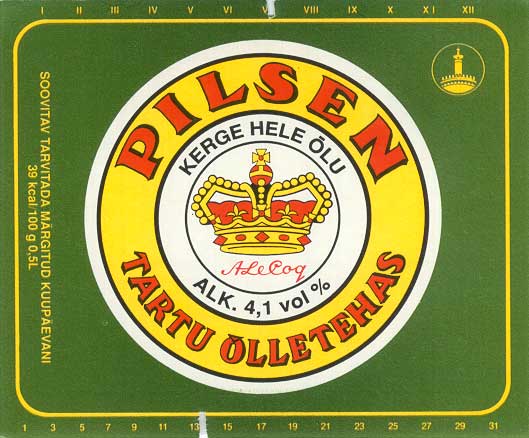 I II III IV V VI VIII IX X XI XII
PILSEN
KERGE HELE ÕLU
A Le Coq
ALK. 4,1 vol %
TARTU ÕLLETEHAS
SOOVITAV TARVITADA MÄRGITUD KUUPÄEVANI
39 kcal/100 g 0,5L
1 3 5 7 9 11 13 15 17 19 21 23 25 27 29 31